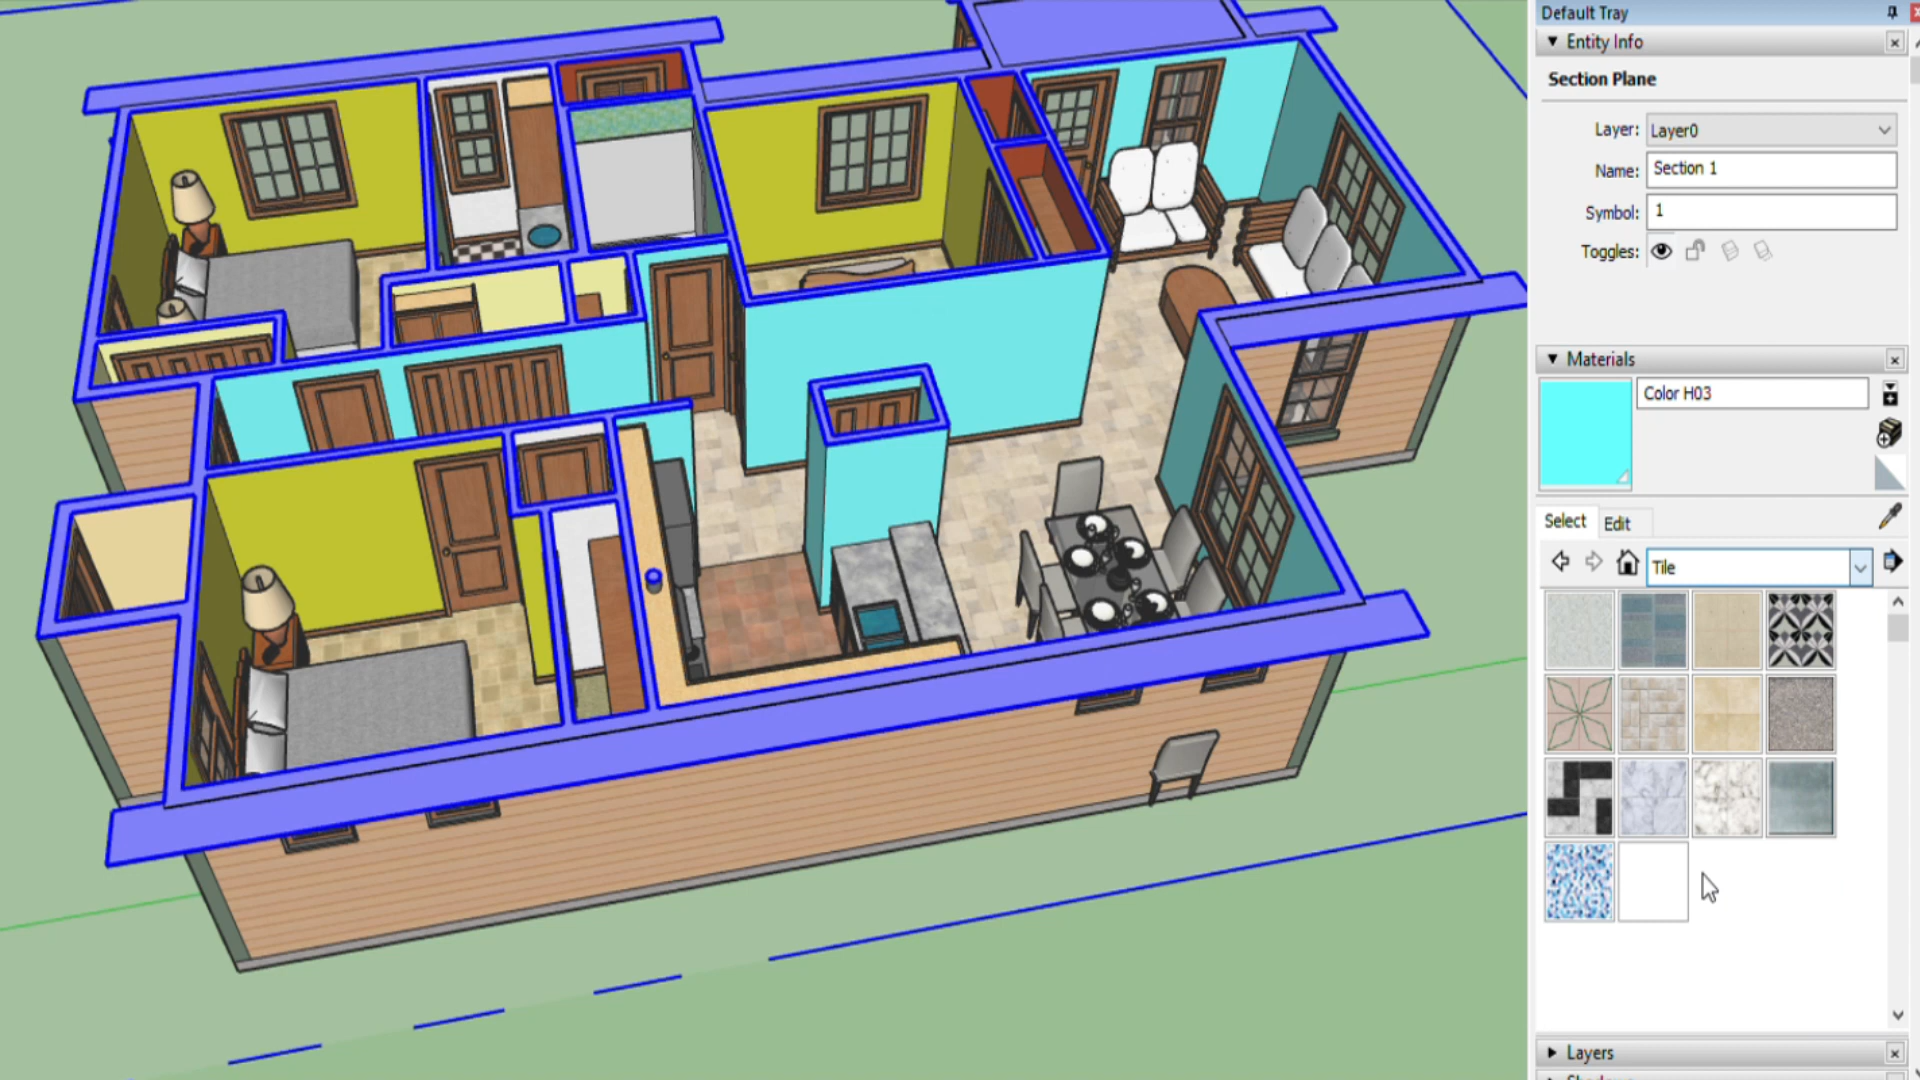 Default Tray
Entity Info
Section Plane
Layer: Layer0
Name: Section 1
Symbol: 1
Toggles:
Materials
Color H03
Select Edit
Tile
Layers